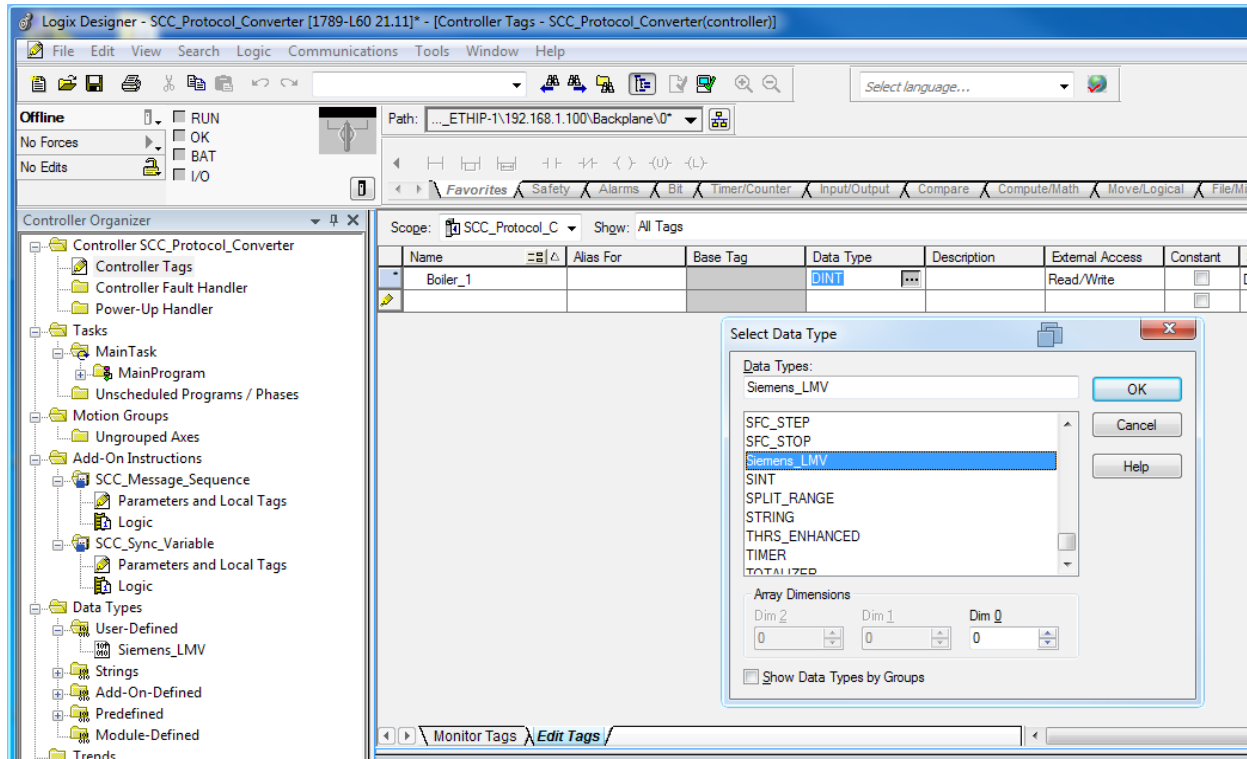 Logix Designer - SCC_Protocol_Converter [1789-L60 21.11]* - [Controller Tags - SCC_Protocol_Converter(controller)]
File Edit View Search Logic Communications Tools Window Help
Select language...
Offline
RUN
No Forces
OK
No Edits
BAT
I/O
Path: ..._ETHIP-1\192.168.1.100\Backplane\0*
Favorites Safety Alarms Bit Timer/Counter Input/Output Compare Compute/Math Move/Logical
Controller Organizer
Controller SCC_Protocol_Converter
Controller Tags
Controller Fault Handler
Power-Up Handler
Tasks
MainTask
MainProgram
Unscheduled Programs / Phases
Motion Groups
Ungrouped Axes
Add-On Instructions
SCC_Message_Sequence
Parameters and Local Tags
Logic
SCC_Sync_Variable
Parameters and Local Tags
Logic
Data Types
User-Defined
Siemens_LMV
Strings
Add-On-Defined
Predefined
Module-Defined
Trends
Scope: SCC_Protocol_C Show: All Tags
Name Alias For Base Tag Data Type Description External Access Constant
Boiler_1 DINT ... Read/Write
Select Data Type
Data Types:
Siemens_LMV
OK
Cancel
Help
SFC_STEP
SFC_STOP
Siemens_LMV
SINT
SPLIT_RANGE
STRING
THRS_ENHANCED
TIMER
TOTALIZER
Array Dimensions
Dim 2 Dim 1 Dim 0
0 0 0
Show Data Types by Groups
Monitor Tags Edit Tags